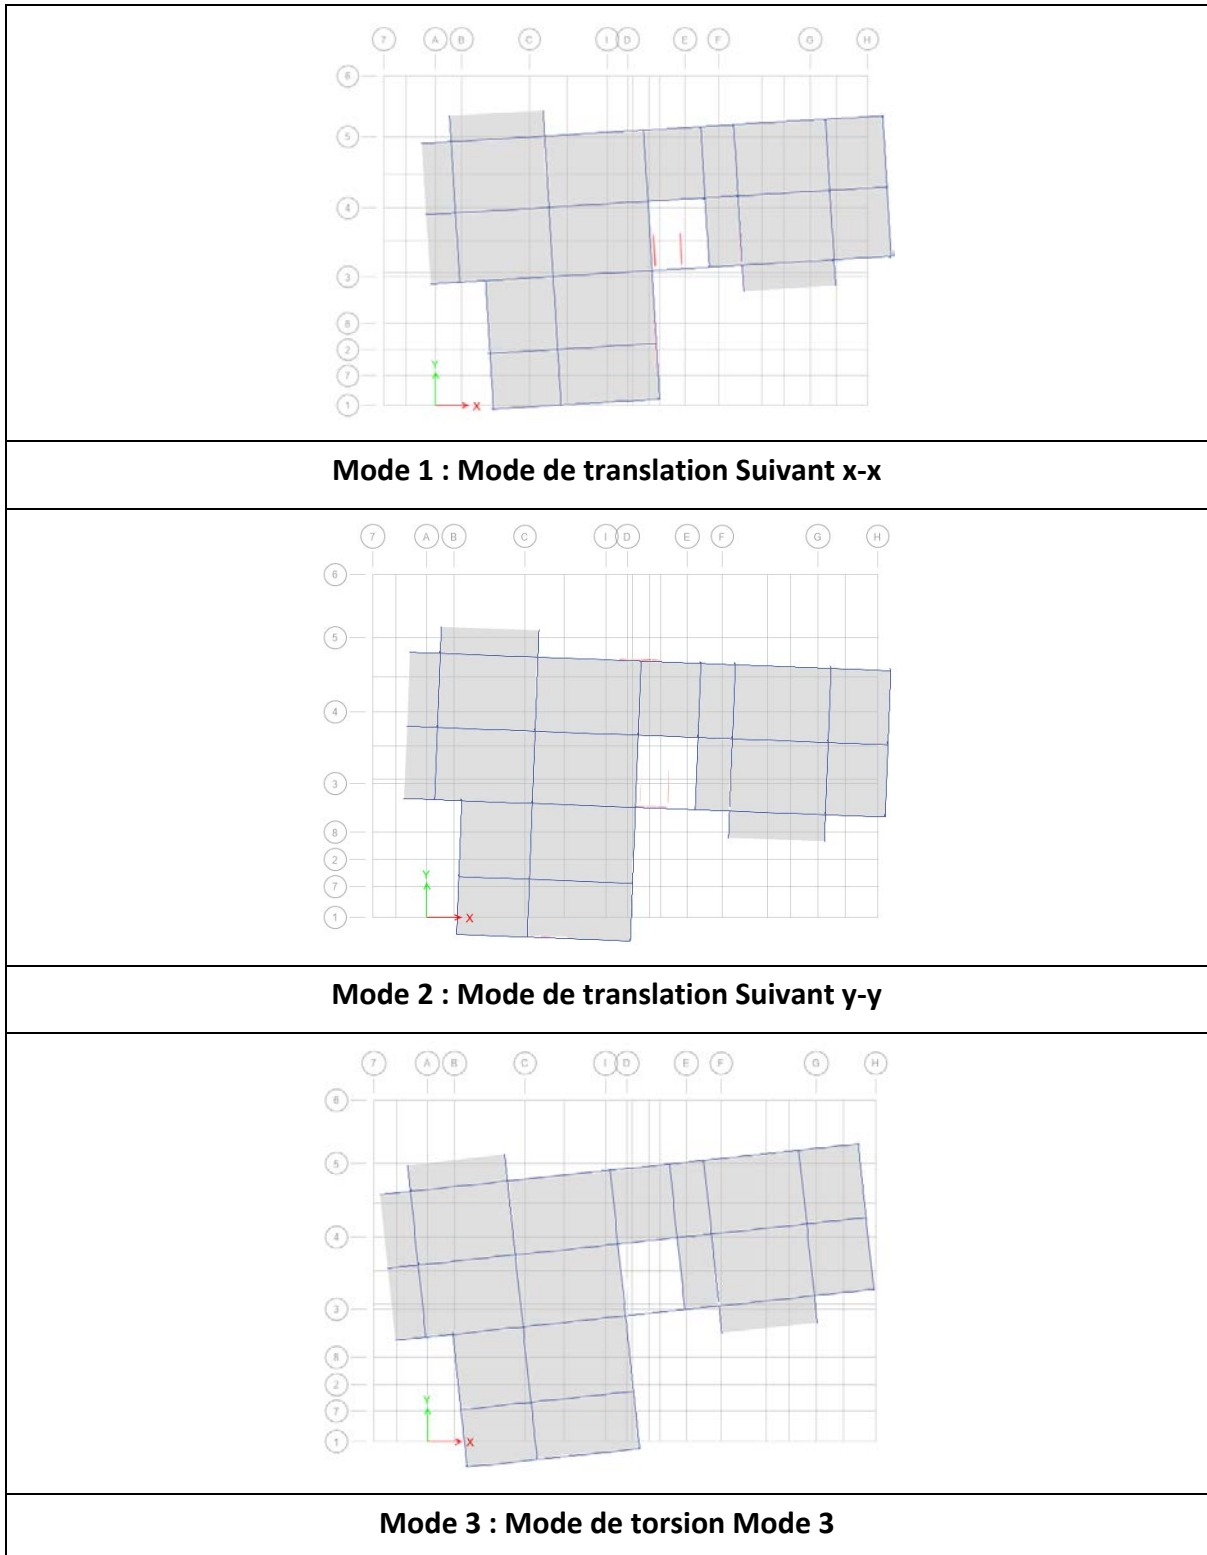 7 A B C I D E F G H
6
5
4
3
8
2
7
1
Y
X
Mode 1 : Mode de translation Suivant x-x
7 A B C I D E F G H
6
5
4
3
8
2
7
1
Y
X
Mode 2 : Mode de translation Suivant y-y
7 A B C I D E F G H
6
5
4
3
8
2
7
1
Y
X
Mode 3 : Mode de torsion Mode 3